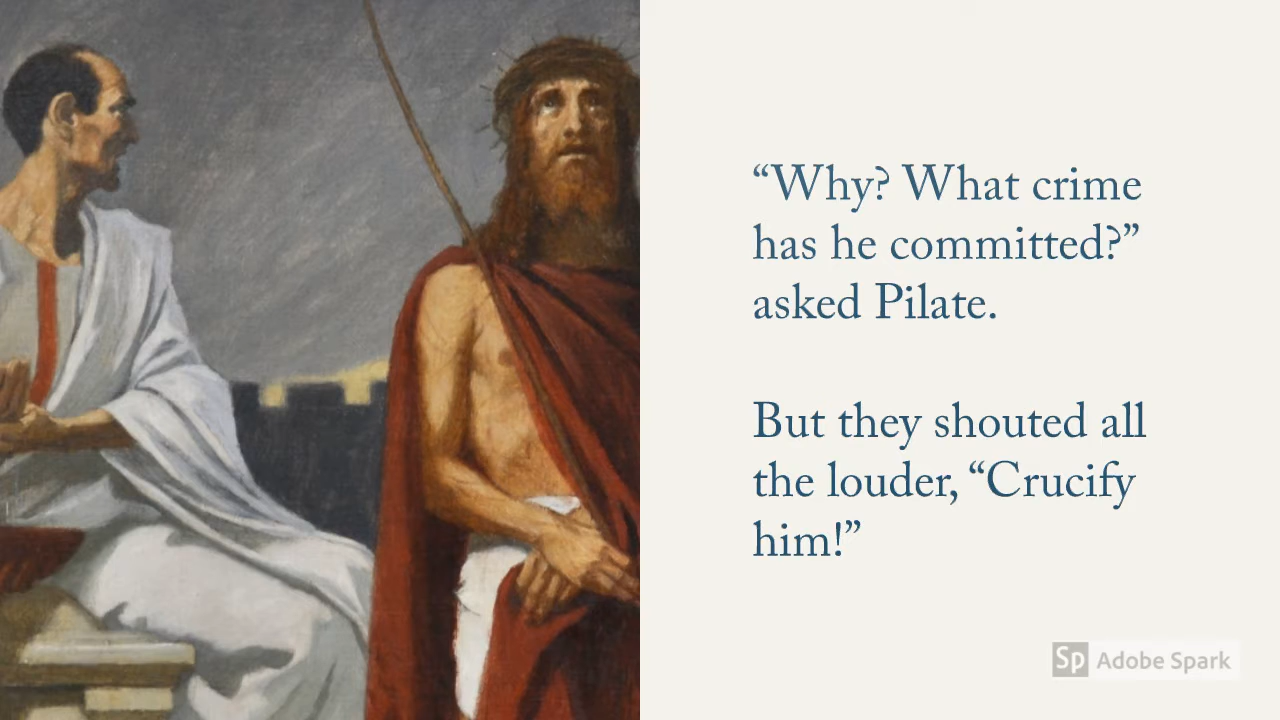 “Why? What crime
has he committed?”
asked Pilate.
But they shouted all
the louder, “Crucify
him!”
Sp Adobe Spark